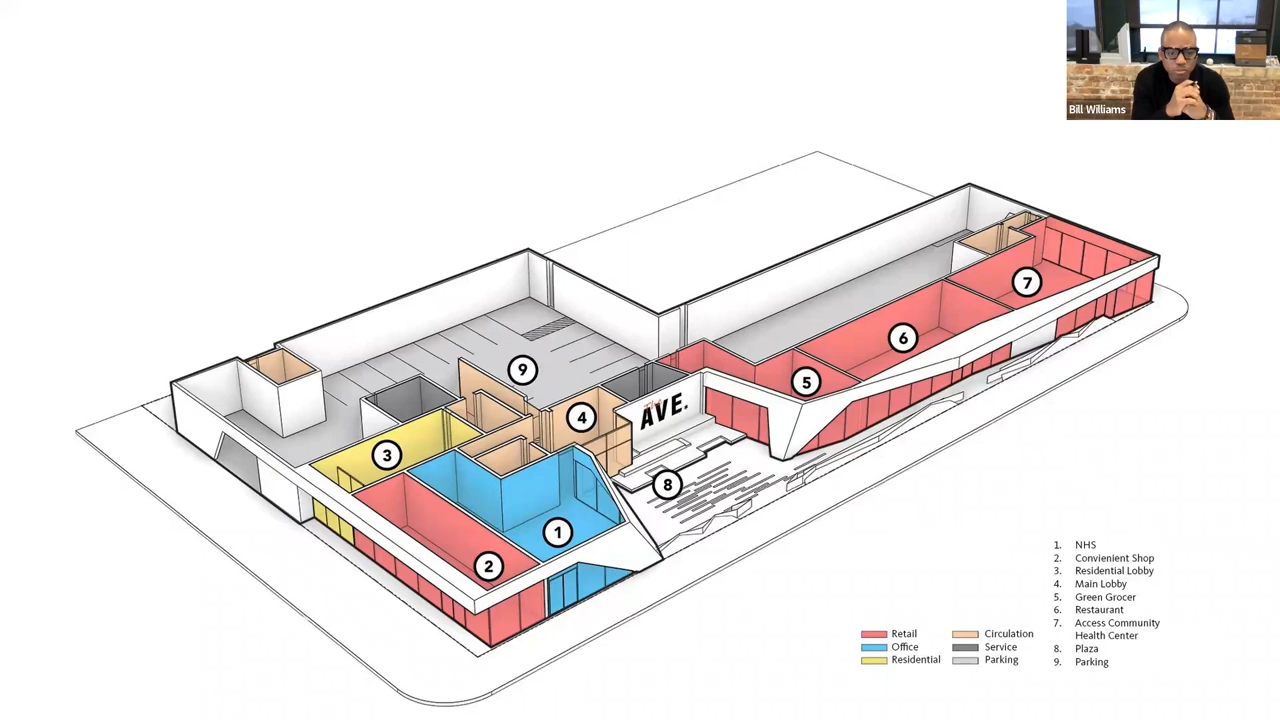 Bill Williams
7
6
9
5
AVE.
4
3
8
1
2
1. NHS
2. Convienient Shop
3. Residential Lobby
4. Main Lobby
5. Green Grocer
6. Restaurant
7. Access Community
Health Center
8. Plaza
9. Parking
Retail
Office
Residential
Circulation
Service
Parking